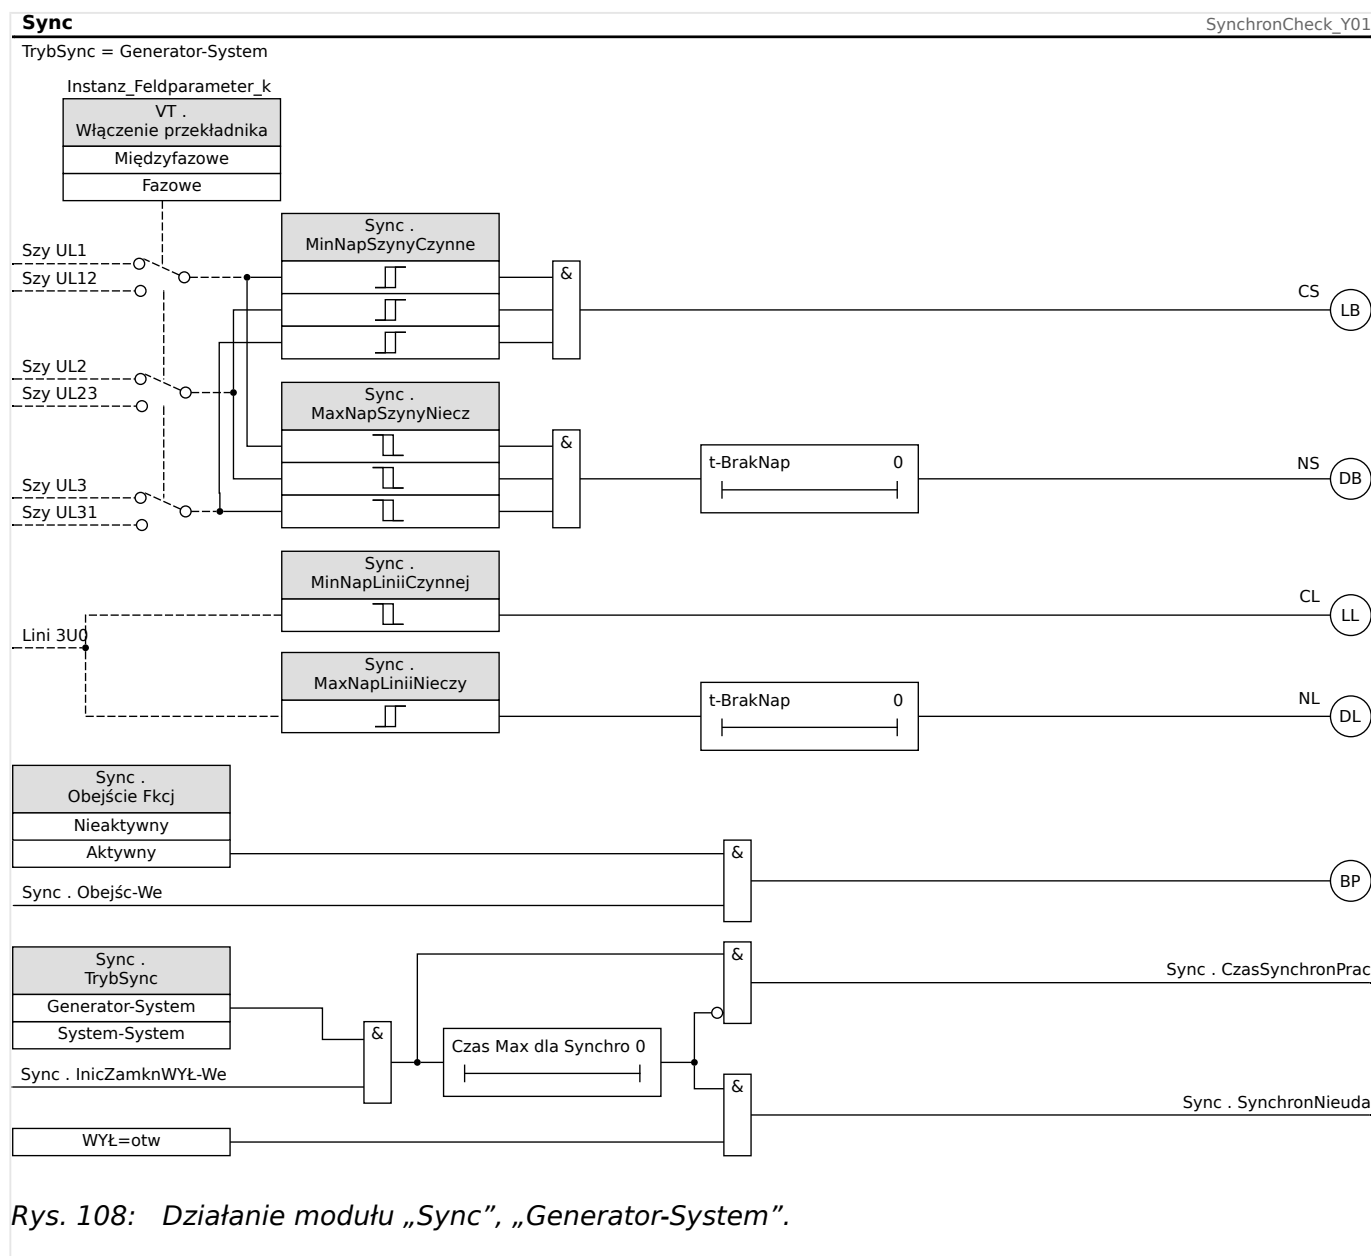 Sync
SynchronCheck_Y01
TrybSync = Generator-System
Instanz_Feldparameter_k
VT .
Włączenie przekładnika
Międzyfazowe
Fazowe
Sync .
MinNapSzynyCzynne
Szy UL1
Szy UL12
&
CS
LB
Szy UL2
Szy UL23
Sync .
MaxNapSzynyNiecz
&
t-BrakNap 0
NS
DB
Szy UL3
Szy UL31
Sync .
MinNapLiniiCzynnej
CL
LL
Lini 3U0
Sync .
MaxNapLiniiNieczy
t-BrakNap 0
NL
DL
Sync .
Obejście Fkcj
Nieaktywny
Aktywny
&
Sync . Obejśc-We
BP
Sync .
TrybSync
Generator-System
System-System
&
Sync . CzasSynchronPrac
&
Czas Max dla Synchro 0
Sync . InicZamknWYŁ-We
&
Sync . SynchronNieuda
WYŁ=otw
Rys. 108: Działanie modułu „Sync”, „Generator-System”.